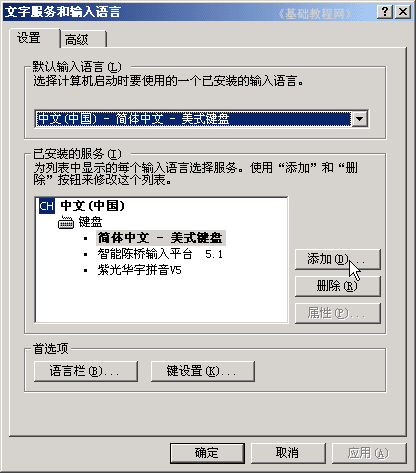 文字服务和输入语言
《基础教程网》
设置
高级
默认输入语言(L)
选择计算机启动时要使用的一个已安装的输入语言。
中文(中国) - 简体中文 - 美式键盘
已安装的服务(I)
为列表中显示的每个输入语言选择服务。使用“添加”和“删
除”按钮来修改这个列表。
CH 中文(中国)
键盘
简体中文 - 美式键盘
智能陈桥输入平台 5.1
紫光华宇拼音V5
添加(D)...
删除(R)
属性(P)...
首选项
语言栏(B)...
键设置(K)...
确定
取消
应用(A)